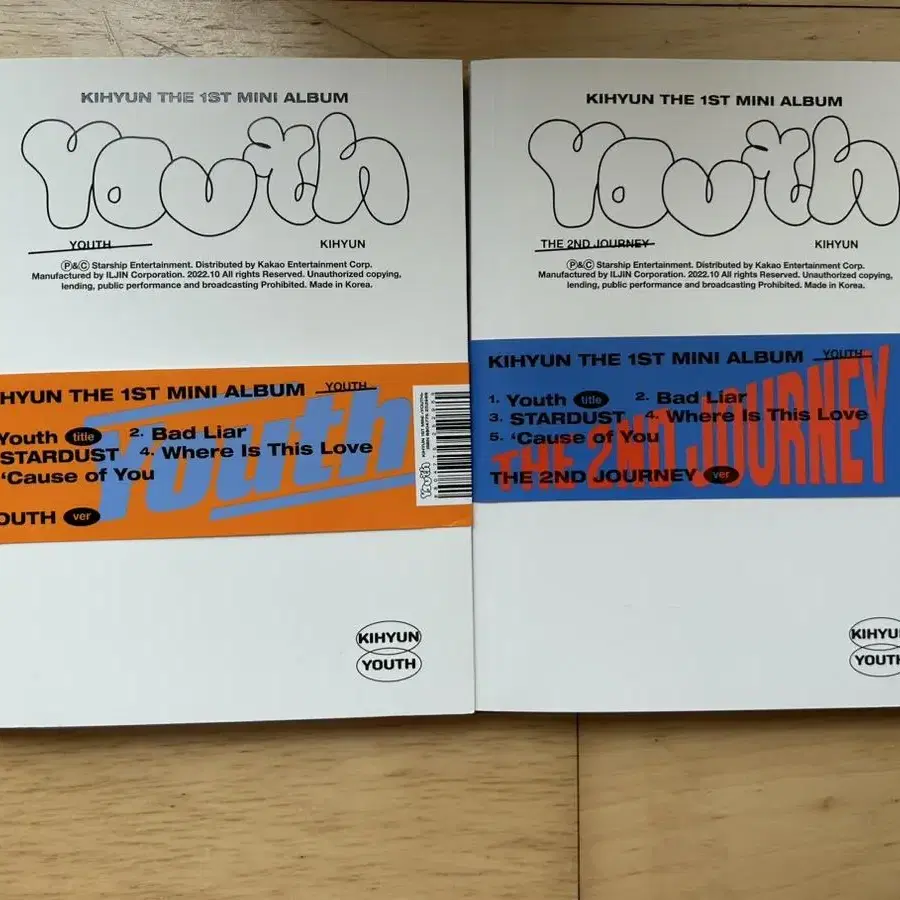 KIHYUN THE 1ST MINI ALBUM
Youth
YOUTH KIHYUN
Ⓟ&Ⓒ Starship Entertainment. Distributed by Kakao Entertainment Corp.
Manufactured by ILJIN Corporation. 2022.10 All rights Reserved. Unauthorized copying,
lending, public performance and broadcasting Prohibited. Made in Korea.
HYUN THE 1ST MINI ALBUM YOUTH
Youth title 2. Bad Liar
STARDUST 4. Where Is This Love
'Cause of You
OUTH ver
Youth
Youth
KIHYUN
YOUTH
KIHYUN THE 1ST MINI ALBUM
Youth
THE 2ND JOURNEY KIHYUN
Ⓟ&Ⓒ Starship Entertainment. Distributed by Kakao Entertainment Corp.
Manufactured by ILJIN Corporation. 2022.10 All rights Reserved. Unauthorized copying,
lending, public performance and broadcasting Prohibited. Made in Korea.
KIHYUN THE 1ST MINI ALBUM YOUTH
1. Youth title 2. Bad Liar
3. STARDUST 4. Where Is This Love
5. 'Cause of You
THE 2ND JOURNEY ver
THE 2ND JOURNEY
KIHYU
YOUTH